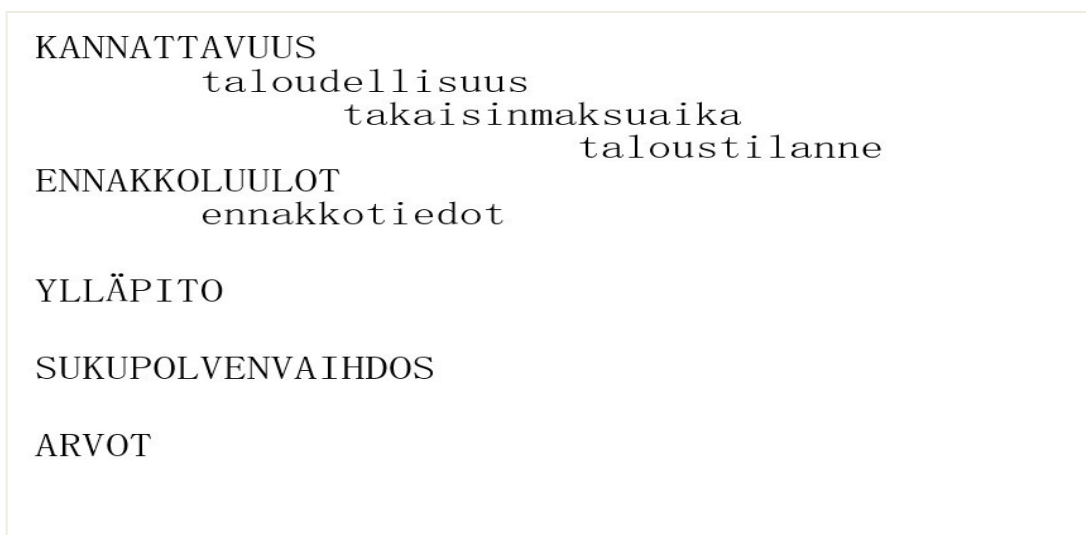 KANNATTAVUUS
taloudellisuus
takaisinmaksuaika
taloustilanne
ENNAKKOLUULOT
ennakkotiedot
YLLÄPITO
SUKUPOLVENVAIHDOS
ARVOT